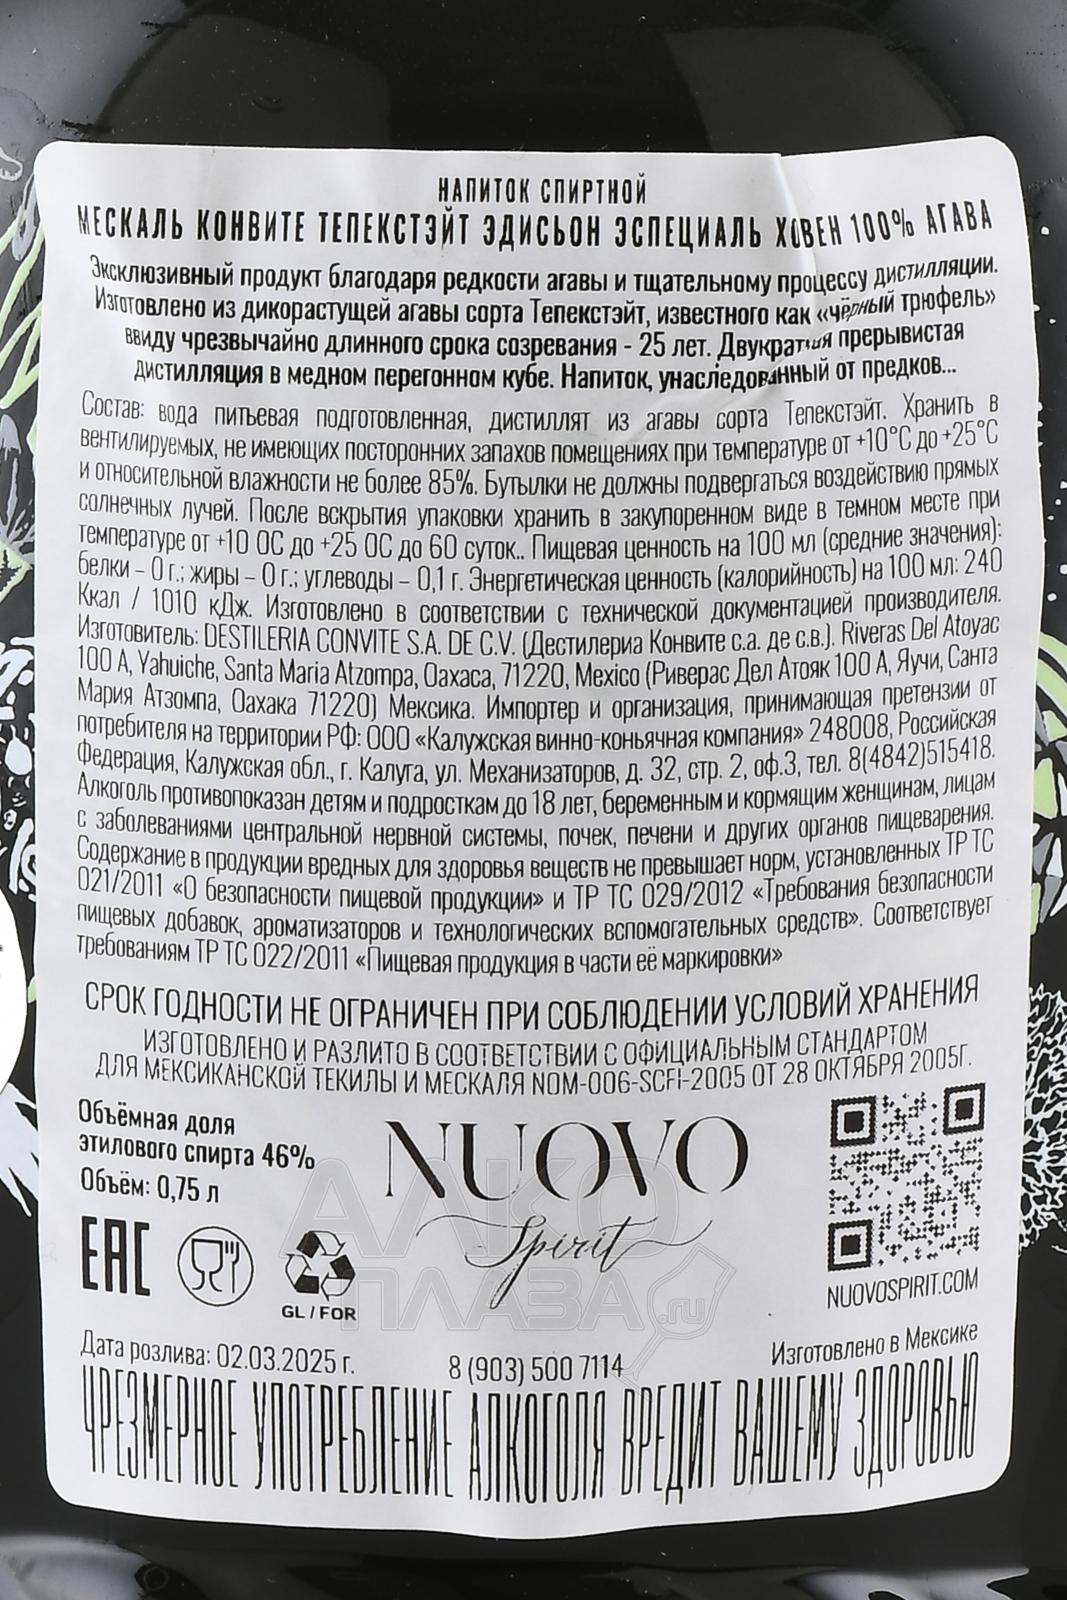 НАПИТОК СПИРТНОЙ
МЕСКАЛЬ КОНВИТЕ ТЕПЕКСТЭЙТ ЭДИСЬОН ЭСПЕЦИАЛЬ ХОВЕН 100% АГАВА
Эксклюзивный продукт благодаря редкости агавы и тщательному процессу дистилляции.
Изготовлено из дикорастущей агавы сорта Тепекстэйт, известного как «чёрный трюфель»
ввиду чрезвычайно длинного срока созревания - 25 лет. Двукратная прерывистая
дистилляция в медном перегонном кубе. Напиток, унаследованный от предков...
Состав: вода питьевая подготовленная, дистиллят из агавы сорта Тепекстэйт. Хранить в
вентилируемых, не имеющих посторонних запахов помещениях при температуре от +10°C до +25°C
и относительной влажности не более 85%. Бутылки не должны подвергаться воздействию прямых
солнечных лучей. После вскрытия упаковки хранить в закупоренном виде в темном месте при
температуре от +10 0С до +25 0С до 60 суток.. Пищевая ценность на 100 мл (средние значения):
белки – 0 г.; жиры – 0 г.; углеводы – 0,1 г. Энергетическая ценность (калорийность) на 100 мл: 240
Ккал / 1010 кДж. Изготовлено в соответствии с технической документацией производителя.
Изготовитель: DESTILERIA CONVITE S.A. DE C.V. (Дестилериа Конвите с.а. де с.в.). Riveras Del Atoyac
100 A, Yahuiche, Santa Maria Atzompa, Oaxaca, 71220, Mexico (Риверас Дел Атояк 100 А, Яучи, Санта
Мария Атзомпа, Оахака 71220) Мексика. Импортер и организация, принимающая претензии от
потребителя на территории РФ: ООО «Калужская винно-коньячная компания» 248008, Российская
Федерация, Калужская обл., г. Калуга, ул. Механизаторов, д. 32, стр. 2, оф.3, тел. 8(4842)515418.
Алкоголь противопоказан детям и подросткам до 18 лет, беременным и кормящим женщинам, лицам
с заболеваниями центральной нервной системы, почек, печени и других органов пищеварения.
Содержание в продукции вредных для здоровья веществ не превышает норм, установленных ТР ТС
021/2011 «О безопасности пищевой продукции» и ТР ТС 029/2012 «Требования безопасности
пищевых добавок, ароматизаторов и технологических вспомогательных средств». Соответствует
требованиям ТР ТС 022/2011 «Пищевая продукция в части её маркировки»
СРОК ГОДНОСТИ НЕ ОГРАНИЧЕН ПРИ СОБЛЮДЕНИИ УСЛОВИЙ ХРАНЕНИЯ
ИЗГОТОВЛЕНО И РАЗЛИТО В СООТВЕТСТВИИ С ОФИЦИАЛЬНЫМ СТАНДАРТОМ
ДЛЯ МЕКСИКАНСКОЙ ТЕКИЛЫ И МЕСКАЛЯ NOM-006-SCFI-2005 ОТ 28 ОКТЯБРЯ 2005Г.
Объёмная доля
этилового спирта 46%
Объём: 0,75 л
NUOVO
Spirit
АЛКО
ПЛАЗА.ru
EAC
GL / FOR
NUOVOSPIRIT.COM
Дата розлива: 02.03.2025 г.
8 (903) 500 7114
Изготовлено в Мексике
ЧРЕЗМЕРНОЕ УПОТРЕБЛЕНИЕ АЛКОГОЛЯ ВРЕДИТ ВАШЕМУ ЗДОРОВЬЮ